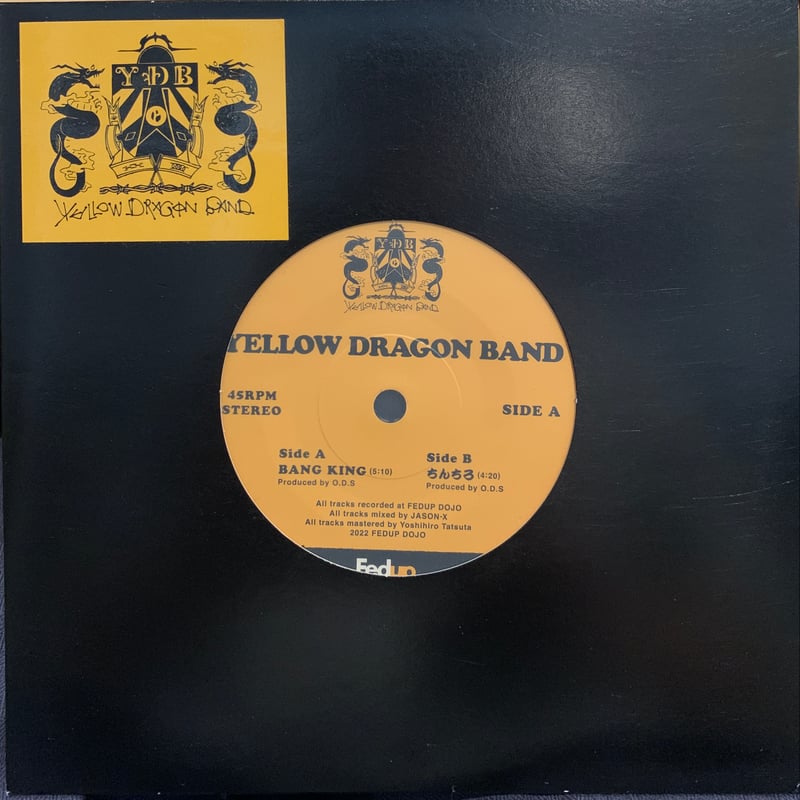 YDB
YELLOW DRAGON BAND
YDB
YELLOW DRAGON BAND
YELLOW DRAGON BAND
45RPM
STEREO
SIDE A
Side A
BANG KING (5:10)
Produced by O.D.S
Side B
ちんちろ (4:20)
Produced by O.D.S
All tracks recorded at FEDUP DOJO
All tracks mixed by JASON-X
All tracks mastered by Yoshihiro Tatsuta
2022 FEDUP DOJO
Fedup